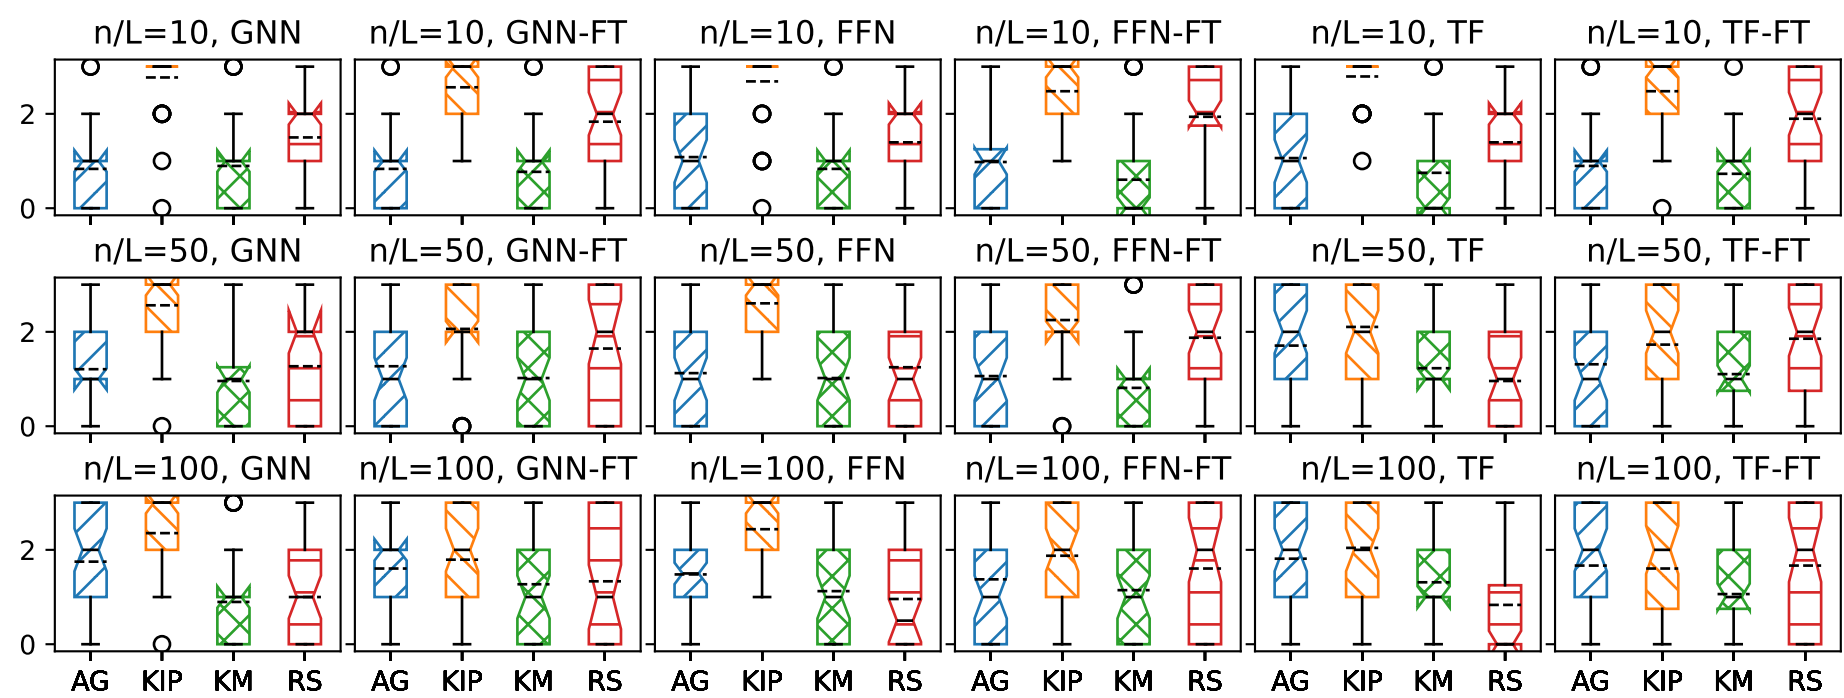 n/L=10, GNN n/L=10, GNN-FT n/L=10, FFN n/L=10, FFN-FT n/L=10, TF n/L=10, TF-FT
2
0
n/L=50, GNN n/L=50, GNN-FT n/L=50, FFN n/L=50, FFN-FT n/L=50, TF n/L=50, TF-FT
2
0
n/L=100, GNN n/L=100, GNN-FT n/L=100, FFN n/L=100, FFN-FT n/L=100, TF n/L=100, TF-FT
2
0
AG KIP KM RS AG KIP KM RS AG KIP KM RS AG KIP KM RS AG KIP KM RS AG KIP KM RS